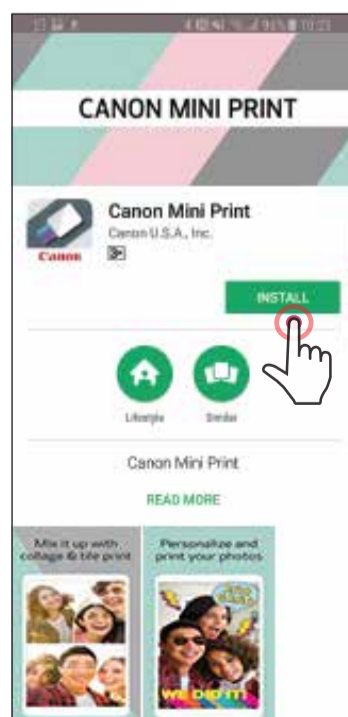 CANON MINI PRINT
Canon Mini Print
Canon U.S.A., Inc.
Canon
3+
INSTALL
Lifestyle
Similar
Canon Mini Print
READ MORE
Mix it up with
collage & tile print
Personalize and
print your photos
WE DID IT!